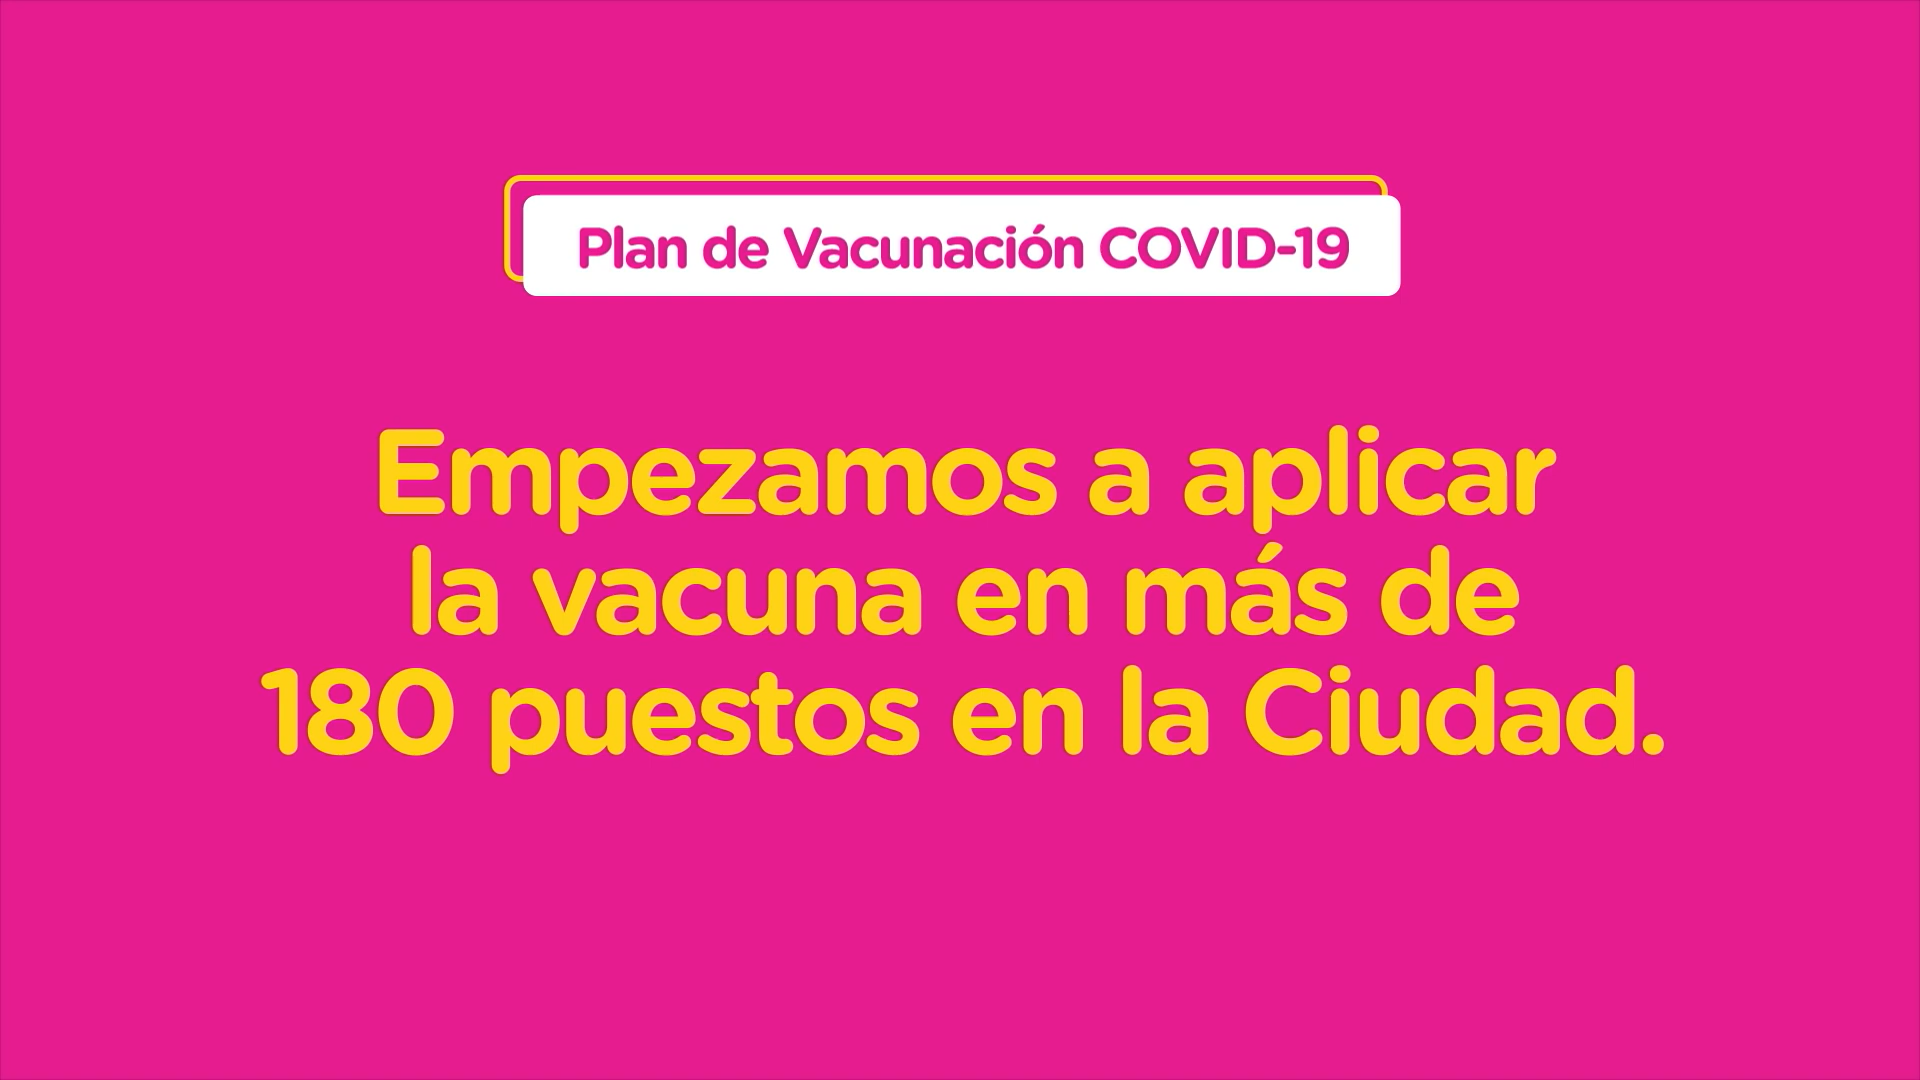 Plan de Vacunación COVID-19
Empezamos a aplicar
la vacuna en más de
180 puestos en la Ciudad.